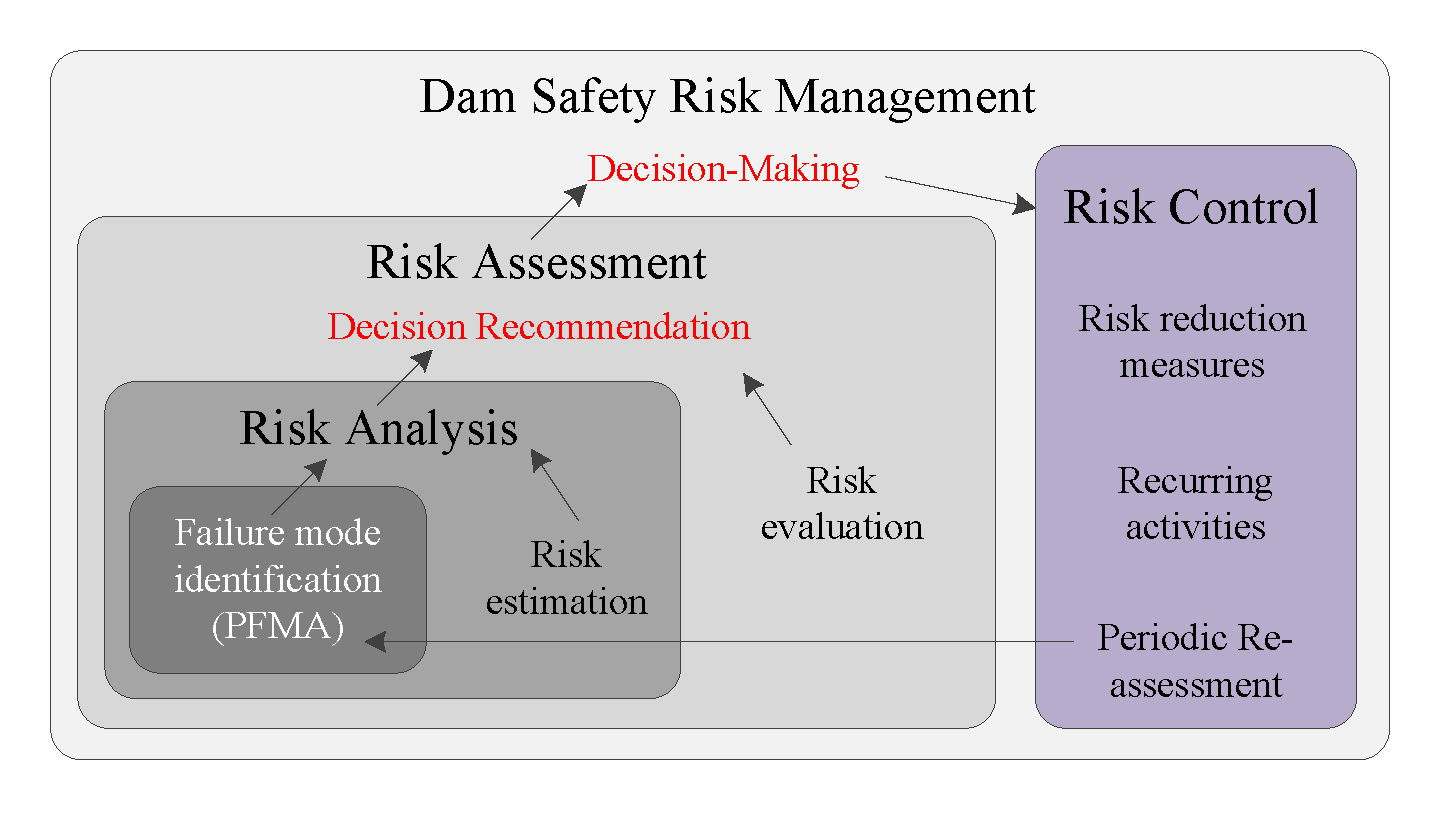 Dam Safety Risk Management
Decision-Making
Risk Assessment
Decision Recommendation
Risk Analysis
Failure mode
identification
(PFMA)
Risk
estimation
Risk
evaluation
Risk Control
Risk reduction
measures
Recurring
activities
Periodic Re-
assessment